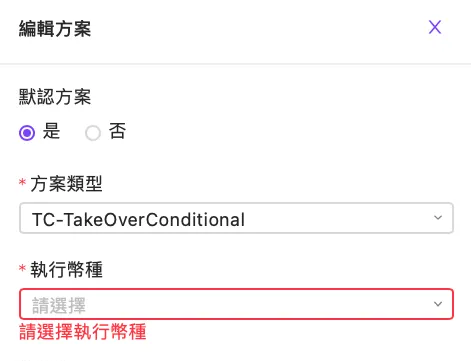 編輯方案
默認方案
是 否
* 方案類型
TC-TakeOverConditional
* 執行幣種
請選擇
請選擇執行幣種